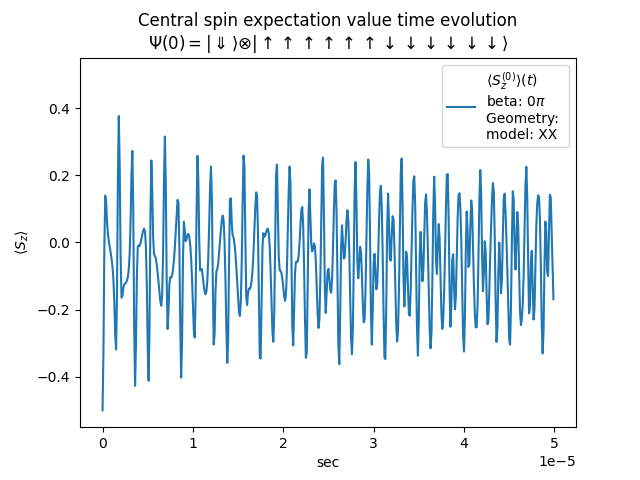 Central spin expectation value time evolution
Ψ(0) = | ⇓ ⟩⊗| ↑ ↑ ↑ ↑ ↑ ↑ ↓ ↓ ↓ ↓ ↓ ↓⟩
⟨S_z^{(0)}⟩(t)
beta: 0π
Geometry:
model: XX
⟨S_z⟩
0.4
0.2
0.0
−0.2
−0.4
0 1 2 3 4 5
1e−5
sec